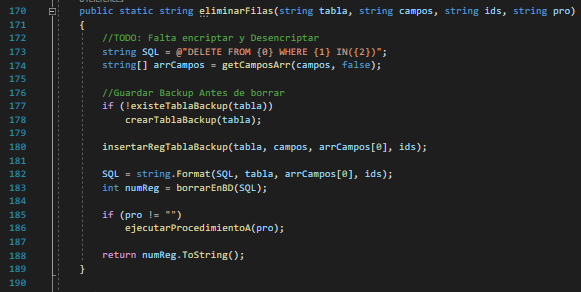 170 public static string eliminarFilas(string tabla, string campos, string ids, string pro)
171 {
172 //TODO: Falta encriptar y Desencriptar
173 string SQL = @"DELETE FROM {0} WHERE {1} IN({2})";
174 string[] arrCampos = getCamposArr(campos, false);
175
176 //Guardar Backup Antes de borrar
177 if (!existeTablaBackup(tabla))
178 crearTablaBackup(tabla);
179
180 insertarRegTablaBackup(tabla, campos, arrCampos[0], ids);
181
182 SQL = string.Format(SQL, tabla, arrCampos[0], ids);
183 int numReg = borrarEnBD(SQL);
184
185 if (pro != "")
186 ejecutarProcedimientoA(pro);
187
188 return numReg.ToString();
189 }
190